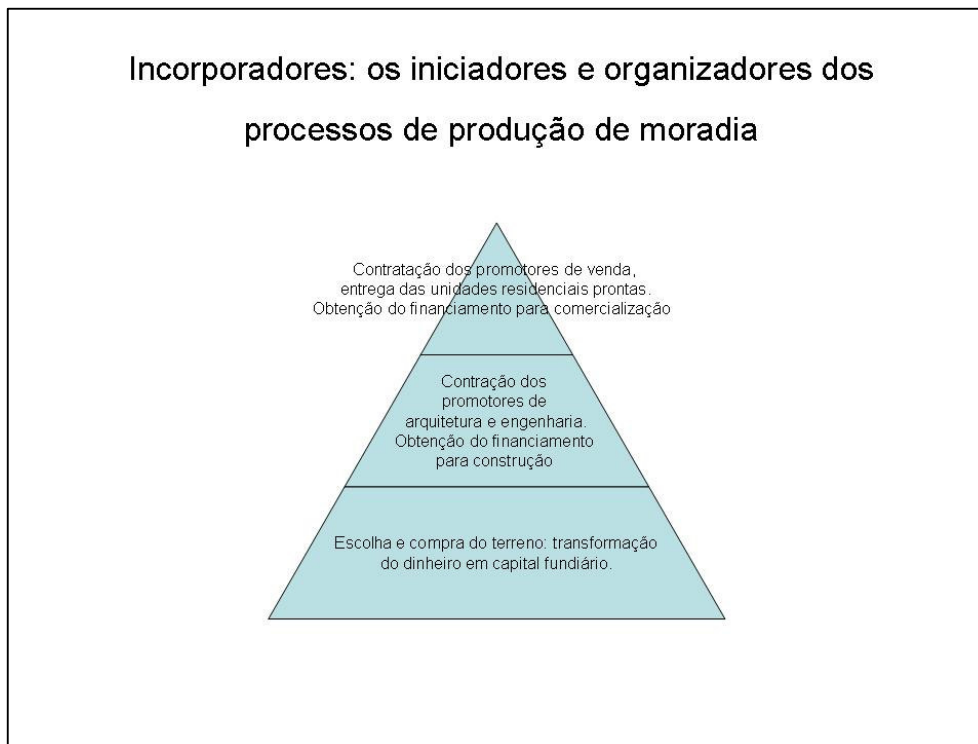 Incorporadores: os iniciadores e organizadores dos
processos de produção de moradia
Contratação dos promotores de venda,
entrega das unidades residenciais prontas.
Obtenção do financiamento para comercialização
Contração dos
promotores de
arquitetura e engenharia.
Obtenção do financiamento
para construção
Escolha e compra do terreno: transformação
do dinheiro em capital fundiário.